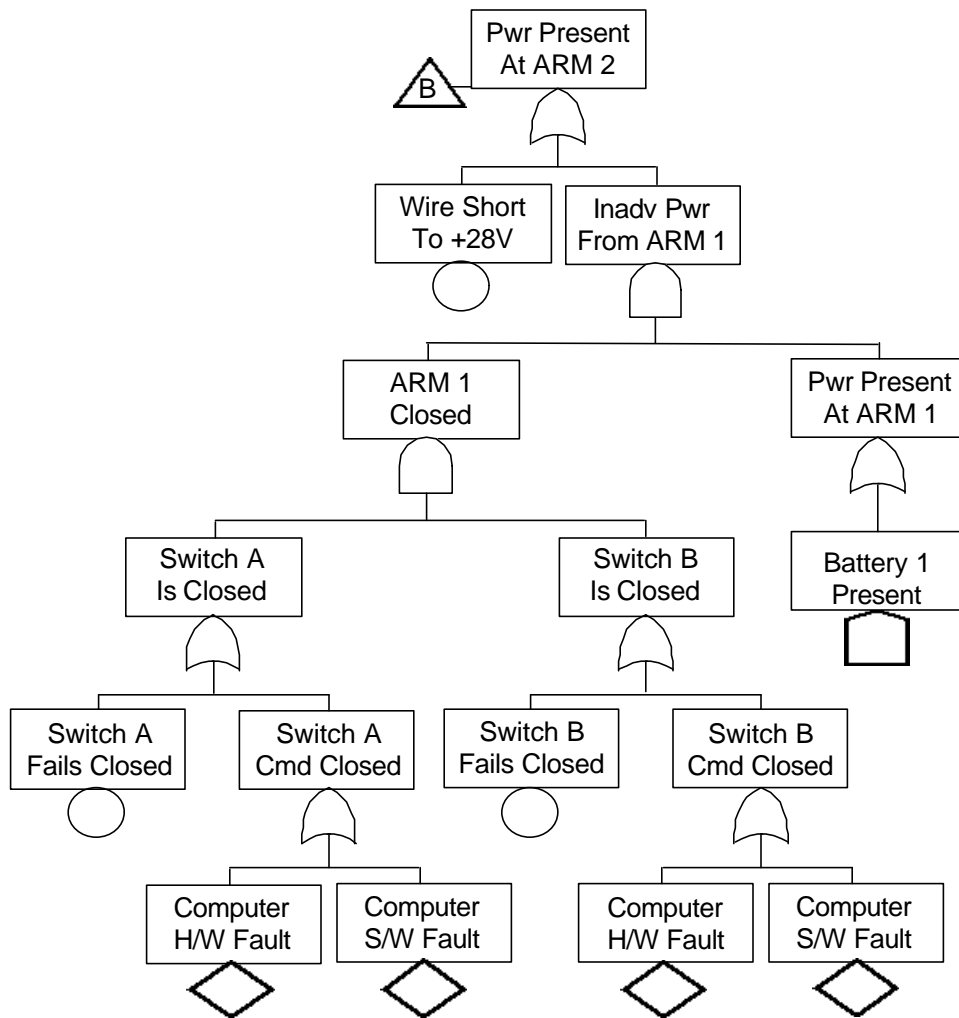 Pwr Present
At ARM 2
B
Wire Short
To +28V
Inadv Pwr
From ARM 1
ARM 1
Closed
Pwr Present
At ARM 1
Switch A
Is Closed
Switch B
Is Closed
Battery 1
Present
Switch A
Fails Closed
Switch A
Cmd Closed
Switch B
Fails Closed
Switch B
Cmd Closed
Computer
H/W Fault
Computer
S/W Fault
Computer
H/W Fault
Computer
S/W Fault